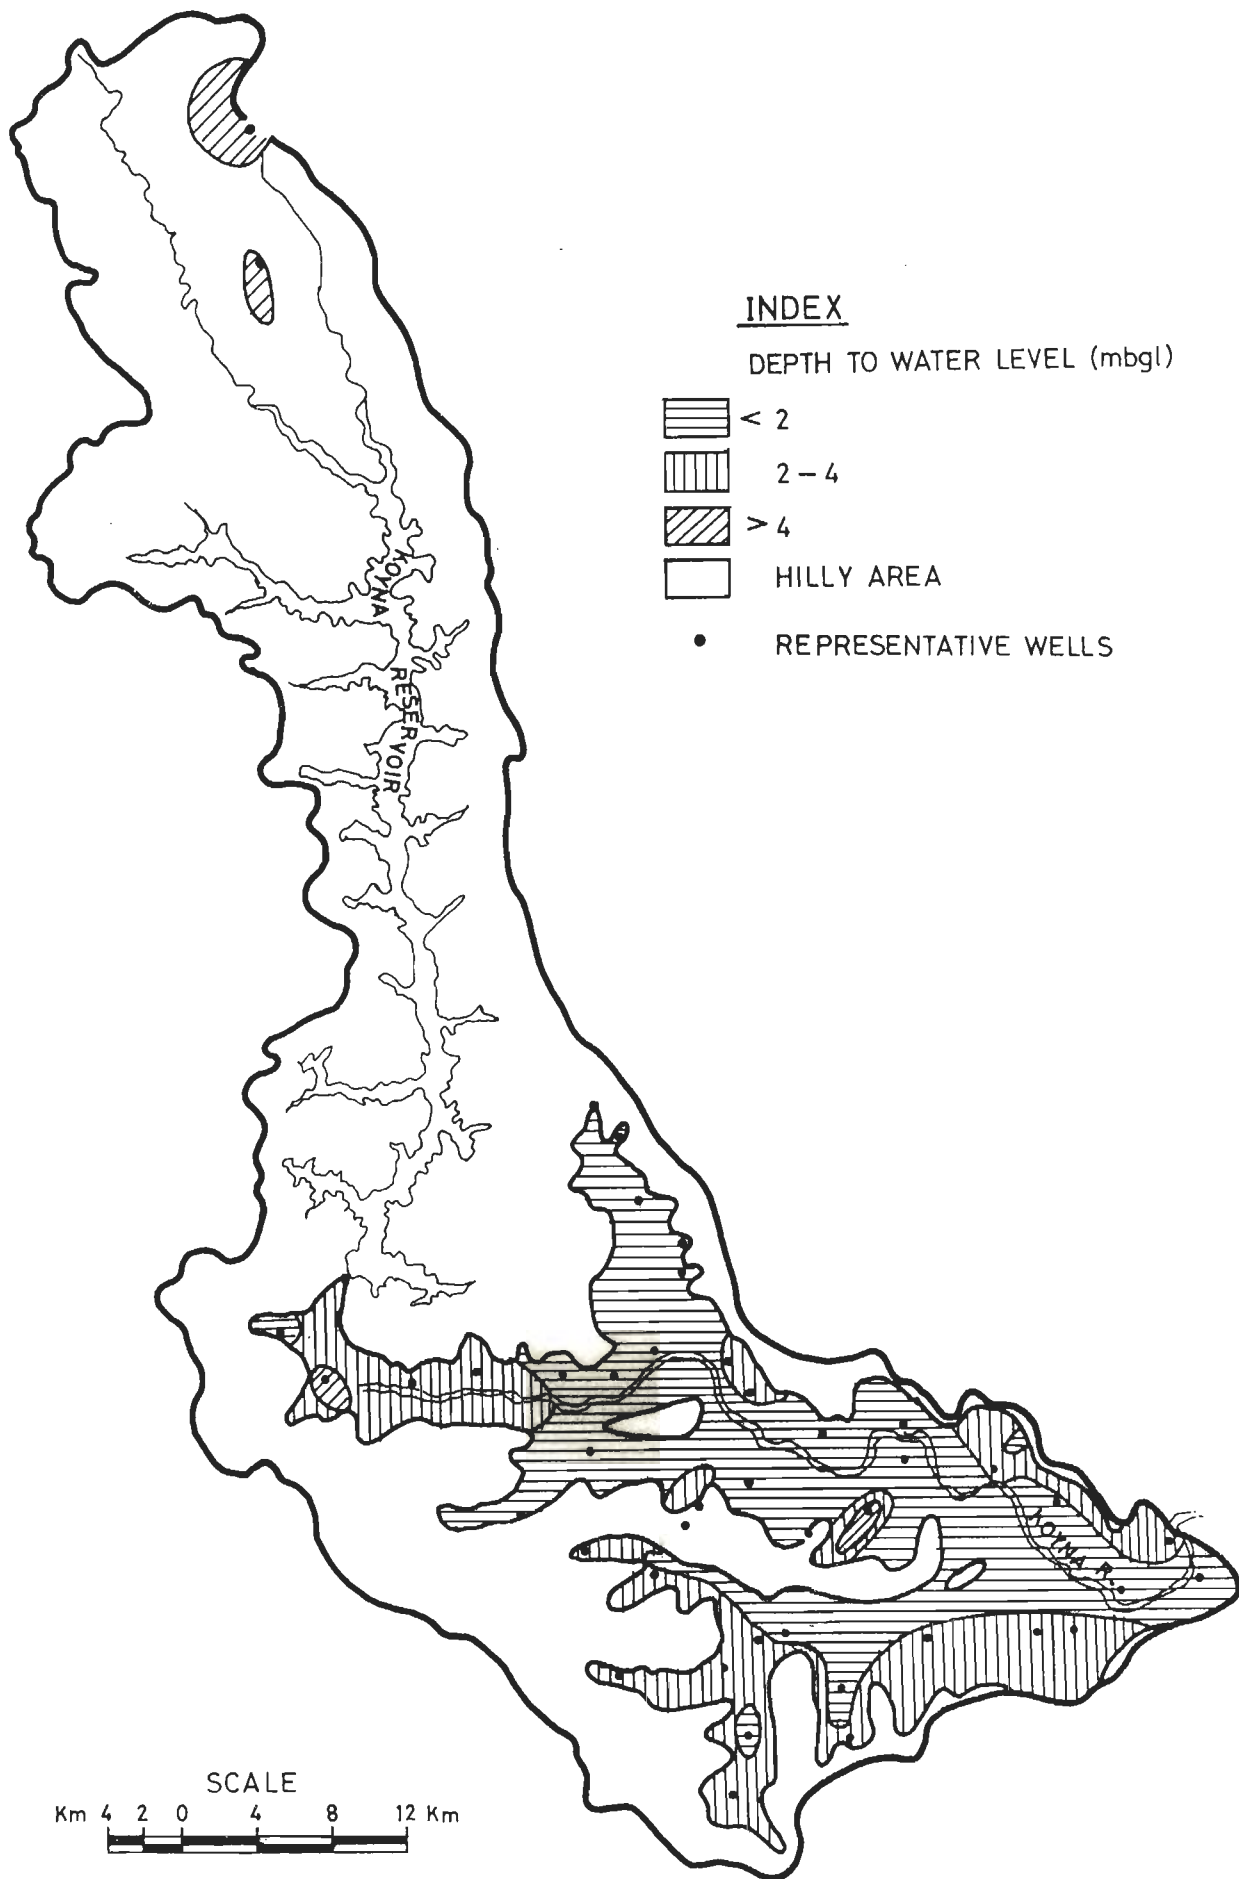 INDEX
DEPTH TO WATER LEVEL (mbgl)
< 2
2 – 4
> 4
HILLY AREA
REPRESENTATIVE WELLS
KOYNA
RESERVOIR
KOYNA R.
SCALE
Km 4 2 0 4 8 12 Km